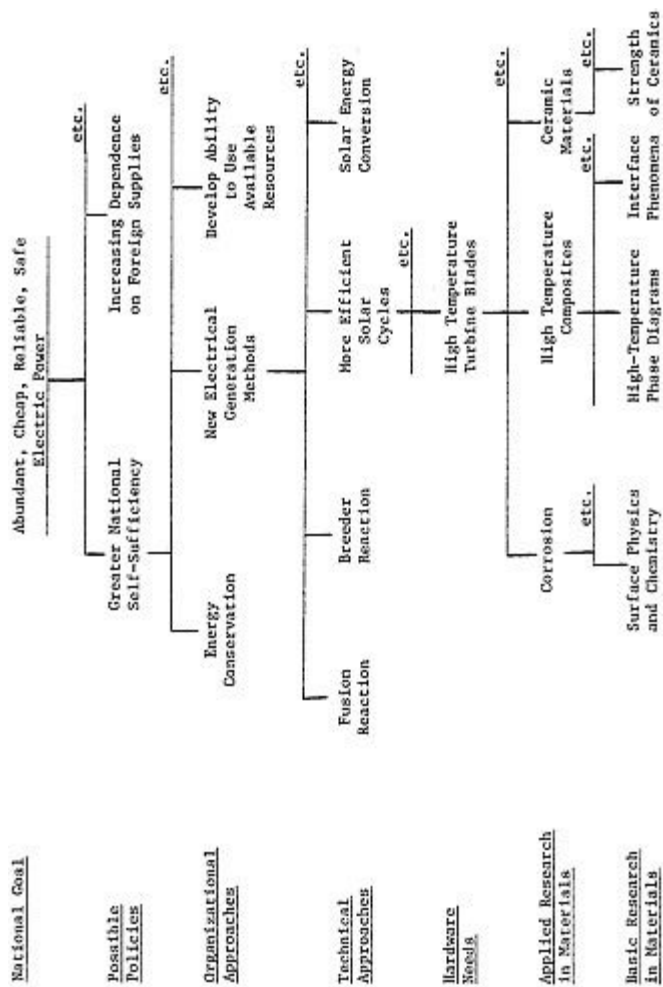 National Goal
Abundant, Cheap, Reliable, Safe
Electric Power
etc.
Possible
Policies
Greater National
Self-Sufficiency
Increasing Dependence
on Foreign Supplies
etc.
Organizational
Approaches
Energy
Conservation
New Electrical
Generation
Methods
Develop Ability
to Use
Available
Resources
etc.
Technical
Approaches
Fusion
Reaction
Breeder
Reaction
More Efficient
Solar
Cycles
Solar Energy
Conversion
etc.
Hardware
Needs
High Temperature
Turbine Blades
etc.
Applied Research
in Materials
Corrosion
High Temperature
Composites
Ceramic
Materials
etc.
etc.
etc.
Basic Research
in Materials
Surface Physics
and Chemistry
High-Temperature
Phase Diagrams
Interface
Phenomena
Strength
of Ceramics